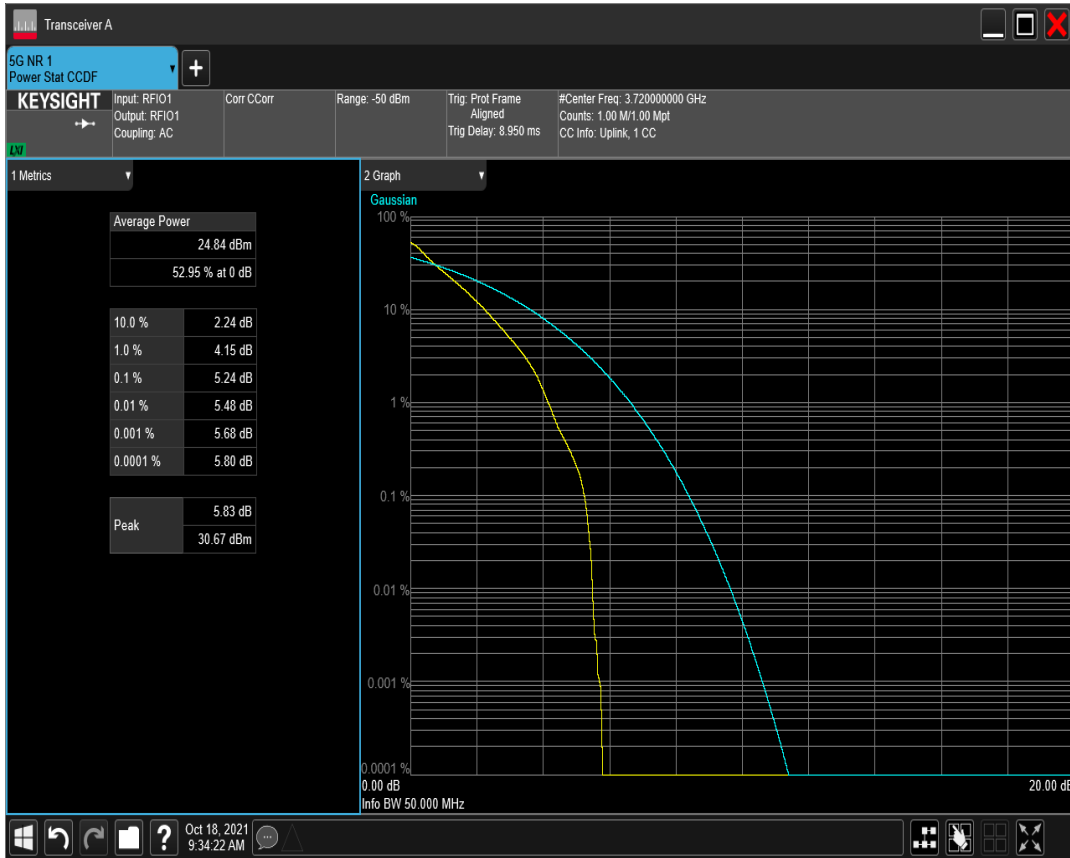 Transceiver A
5G NR 1
Power Stat CCDF
KEYSIGHT
LXI
Input: RFIO1
Output: RFIO1
Coupling: AC
Corr CCorr
Range: -50 dBm
Trig: Prot Frame
Aligned
Trig Delay: 8.950 ms
#Center Freq: 3.720000000 GHz
Counts: 1.00 M/1.00 Mpt
CC Info: Uplink, 1 CC
1 Metrics
Average Power
24.84 dBm
52.95 % at 0 dB
10.0 % 2.24 dB
1.0 % 4.15 dB
0.1 % 5.24 dB
0.01 % 5.48 dB
0.001 % 5.68 dB
0.0001 % 5.80 dB
Peak
5.83 dB
30.67 dBm
2 Graph
Gaussian
100 %
10 %
1 %
0.1 %
0.01 %
0.001 %
0.0001 %
0.00 dB 20.00 dB
Info BW 50.000 MHz
Oct 18, 2021
9:34:22 AM